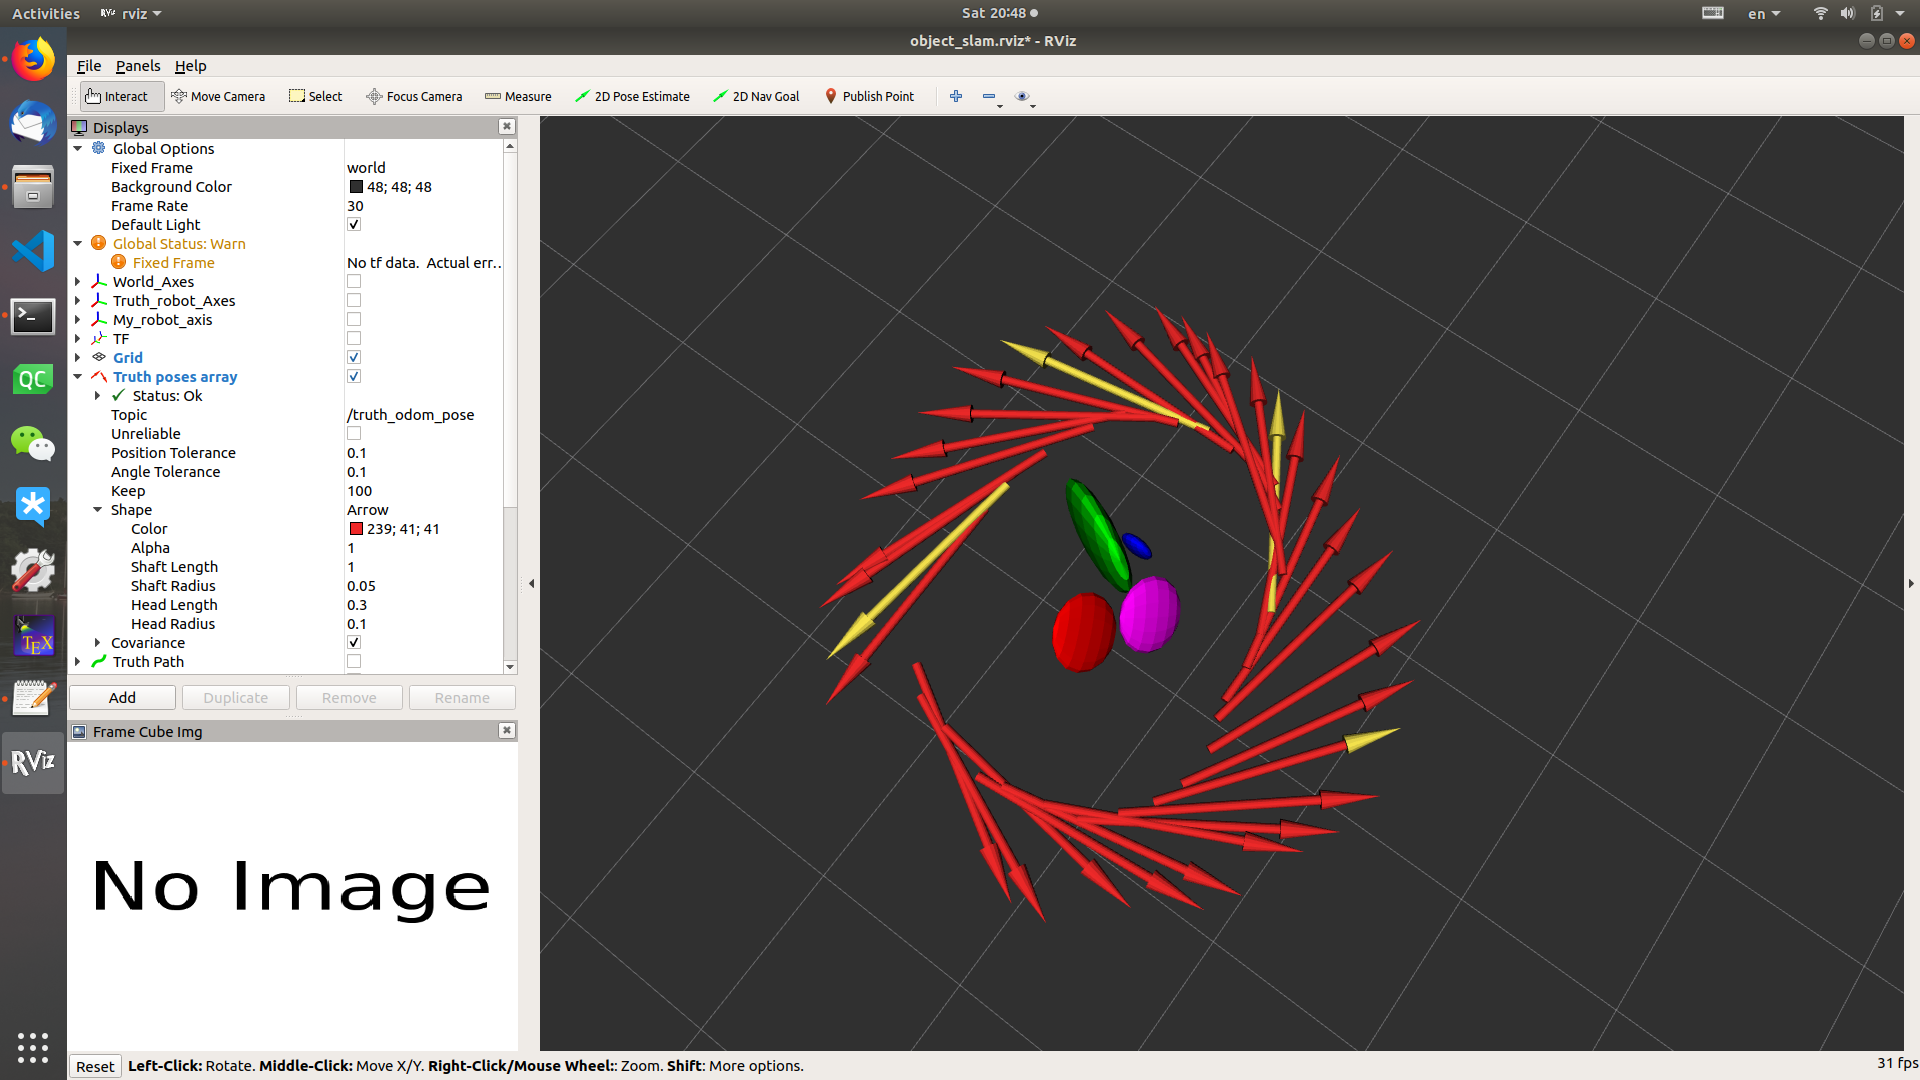 Activities
RViz rviz
Sat 20:48
en
object_slam.rviz* - RViz
File Panels Help
Interact Move Camera Select Focus Camera Measure 2D Pose Estimate 2D Nav Goal Publish Point
Displays
Global Options
Fixed Frame world
Background Color 48; 48; 48
Frame Rate 30
Default Light
Global Status: Warn
Fixed Frame No tf data. Actual err..
World_Axes
Truth_robot_Axes
My_robot_axis
TF
Grid
Truth poses array
Status: Ok
Topic /truth_odom_pose
Unreliable
Position Tolerance 0.1
Angle Tolerance 0.1
Keep 100
Shape Arrow
Color 239; 41; 41
Alpha 1
Shaft Length 1
Shaft Radius 0.05
Head Length 0.3
Head Radius 0.1
Covariance
Truth Path
Add Duplicate Remove Rename
Frame Cube Img
No Image
QC
TEX
RViz
Reset Left-Click: Rotate. Middle-Click: Move X/Y. Right-Click/Mouse Wheel:: Zoom. Shift: More options.
31 fps